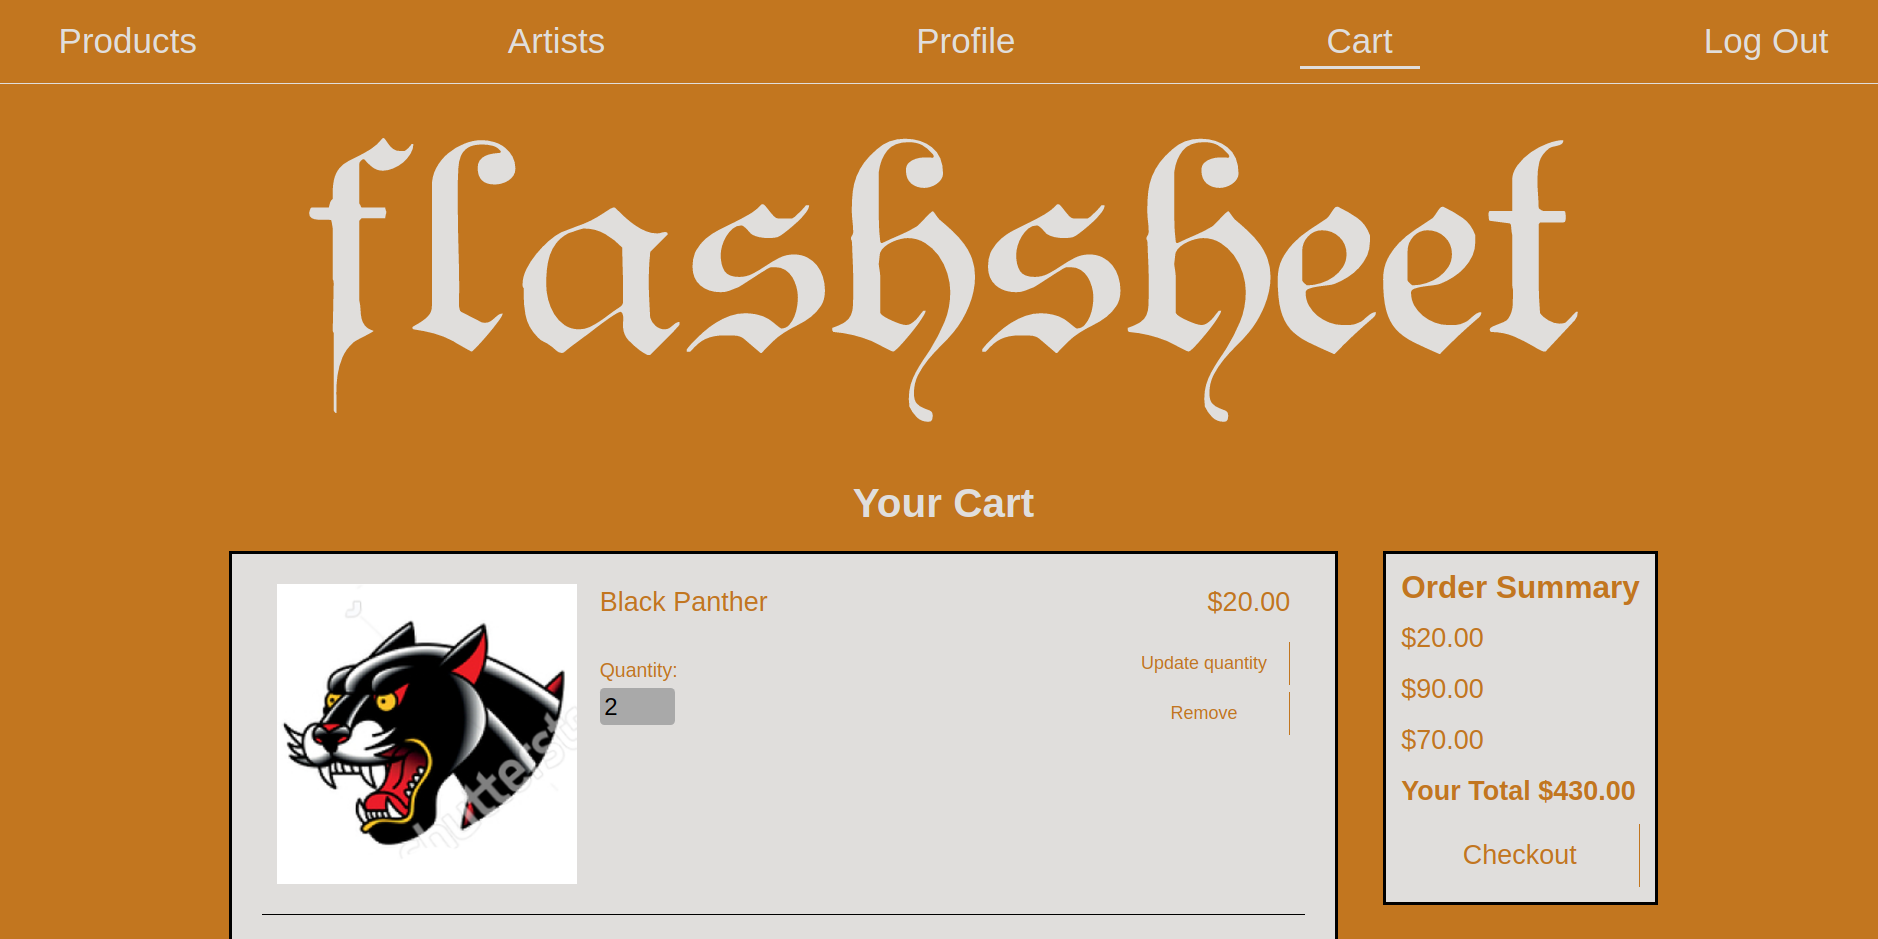 Products Artists Profile Cart Log Out
flashsheet
Your Cart
Black Panther $20.00
Quantity:
2
Update quantity
Remove
Order Summary
$20.00
$90.00
$70.00
Your Total $430.00
Checkout